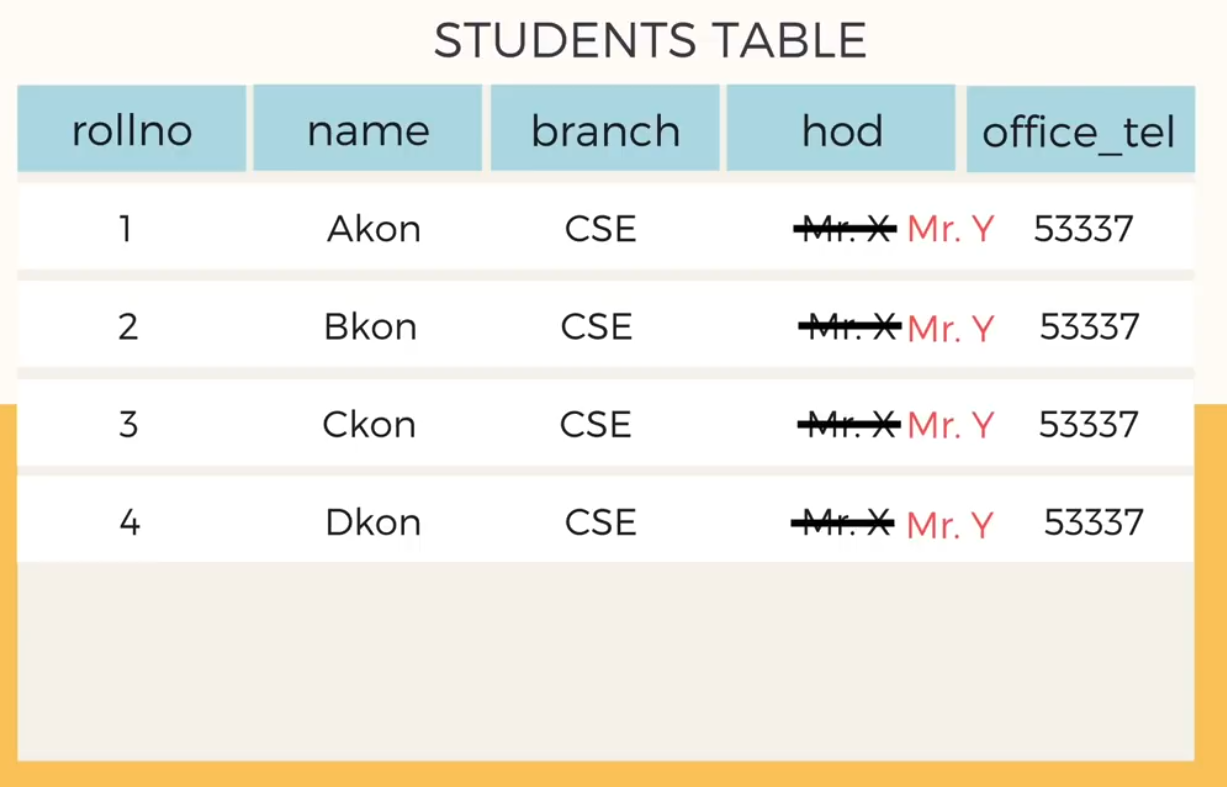 STUDENTS TABLE
rollno name branch hod office_tel
1 Akon CSE Mr. X Mr. Y 53337
2 Bkon CSE Mr. X Mr. Y 53337
3 Ckon CSE Mr. X Mr. Y 53337
4 Dkon CSE Mr. X Mr. Y 53337